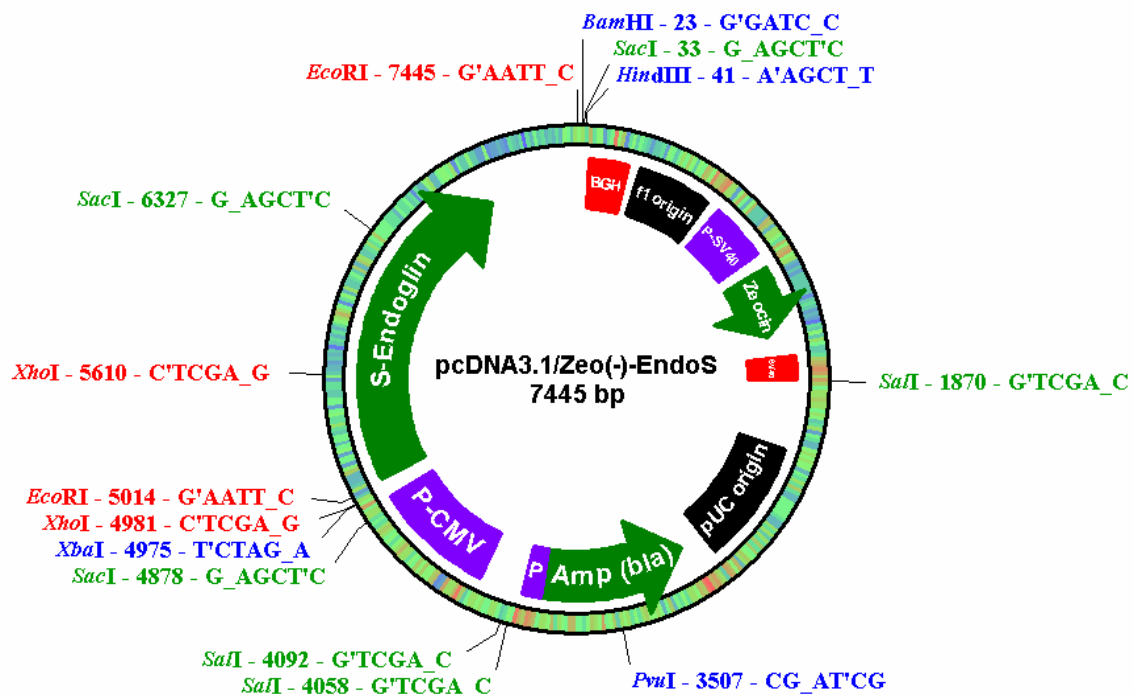 BamHI - 23 - G'GATC_C
SacI - 33 - G_AGCT'C
EcoRI - 7445 - G'AATT_C
HindIII - 41 - A'AGCT_T
BGH
f1 origin
P-SV40
Zeocin
SacI - 6327 - G_AGCT'C
S-Endoglin
pcDNA3.1/Zeo(-)-EndoS
7445 bp
XhoI - 5610 - C'TCGA_G
SalI - 1870 - G'TCGA_C
pUC origin
EcoRI - 5014 - G'AATT_C
XhoI - 4981 - C'TCGA_G
XbaI - 4975 - T'CTAG_A
SacI - 4878 - G_AGCT'C
P-CMV
P
Amp (bla)
SalI - 4092 - G'TCGA_C
SalI - 4058 - G'TCGA_C
PvuI - 3507 - CG_AT'CG